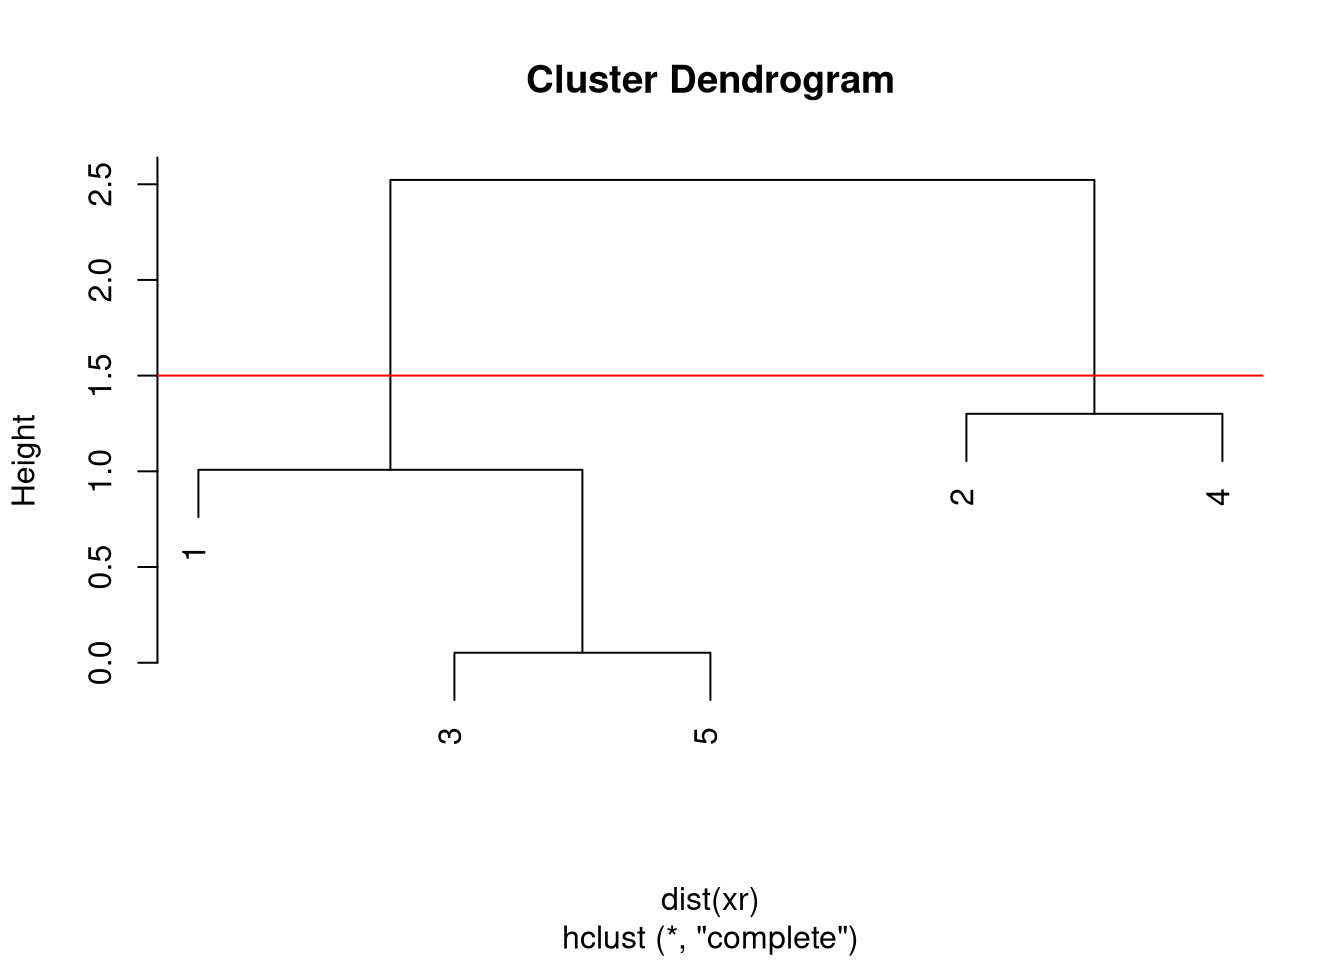 Cluster Dendrogram
Height
2.5
2.0
1.5
1.0
0.5
0.0
1
3
5
2
4
dist(xr)
hclust (*, "complete")